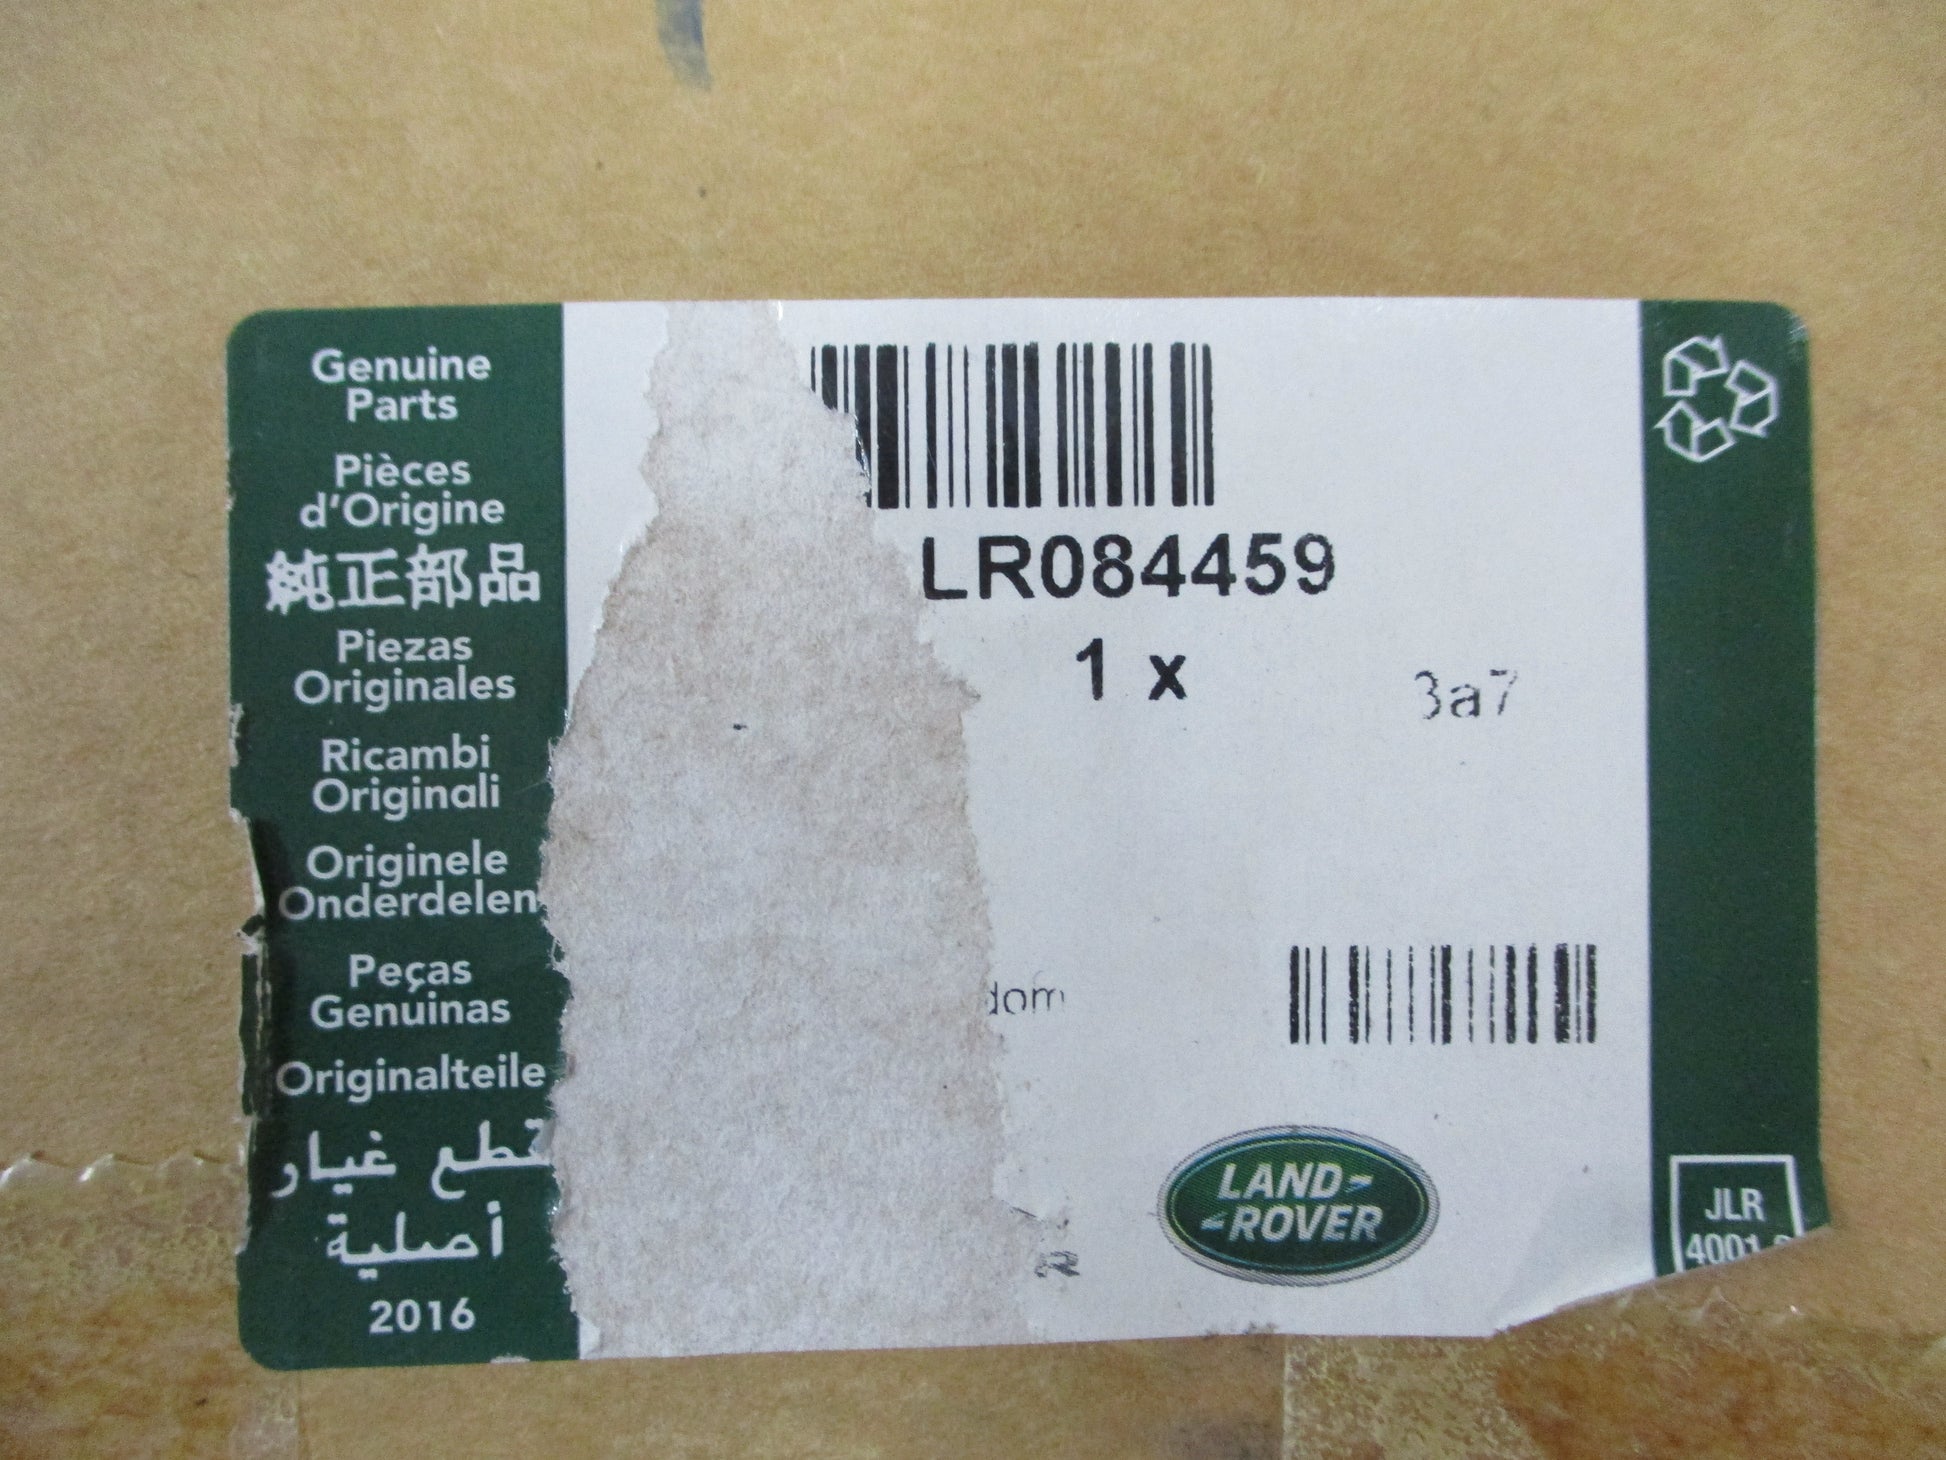 Genuine
Parts
Pièces
d'Origine
純正部品
Piezas
Originales
Ricambi
Originali
Originele
Onderdelen
Peças
Genuinas
Originalteile
قطع غيار
أصلية
2016
LR084459
1 x
3a7
dom
LAND-
-ROVER
JLR